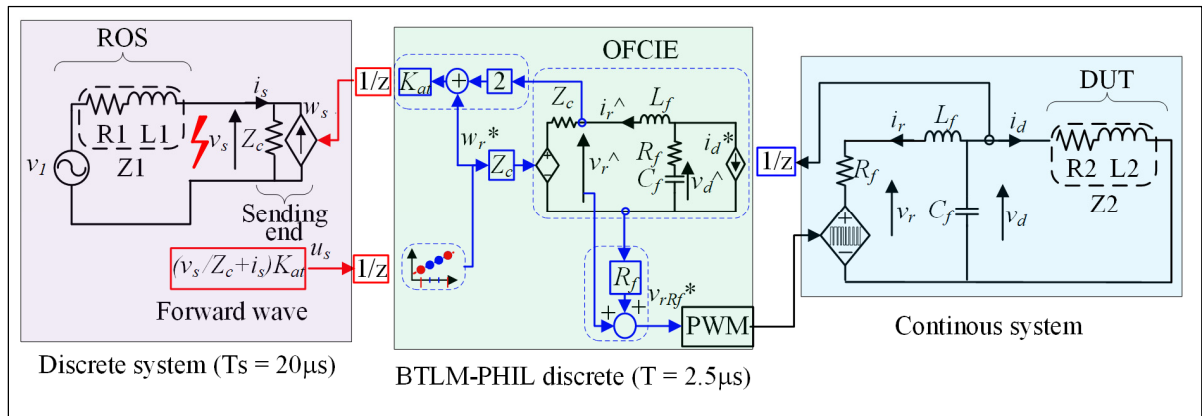 ROS
R1 L1
Z1
v1
is
vs
Zc
ws
Sending
end
us
(vs/Zc+is)Kat
Forward wave
Discrete system (Ts = 20μs)
1/z
1/z
OFCIE
Kat
+
2
wr*
Zc
Zc
ir^
Lf
vr^
Rf
Cf
vd^
id*
+
−
Rf
vrRf*
+
+
PWM
BTLM-PHIL discrete (T = 2.5μs)
1/z
DUT
ir
Lf
id
R2 L2
Z2
Rf
vr
Cf
vd
+
−
Continous system